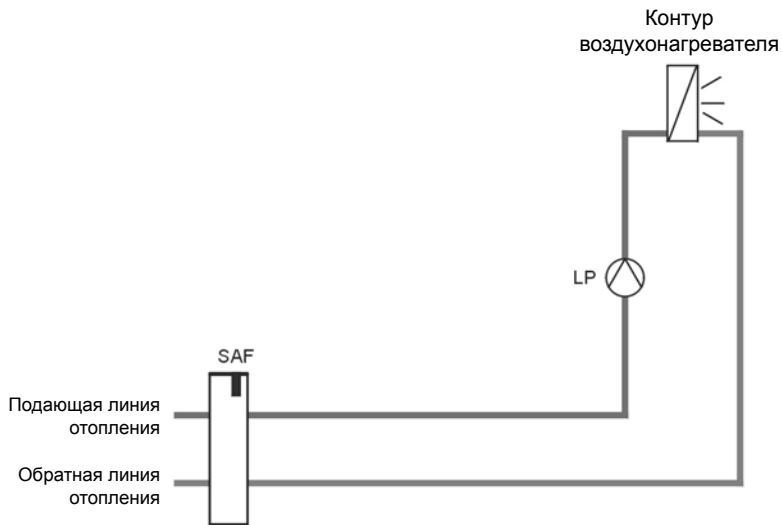 Контур
воздухонагревателя
LP
SAF
Подающая линия
отопления
Обратная линия
отопления